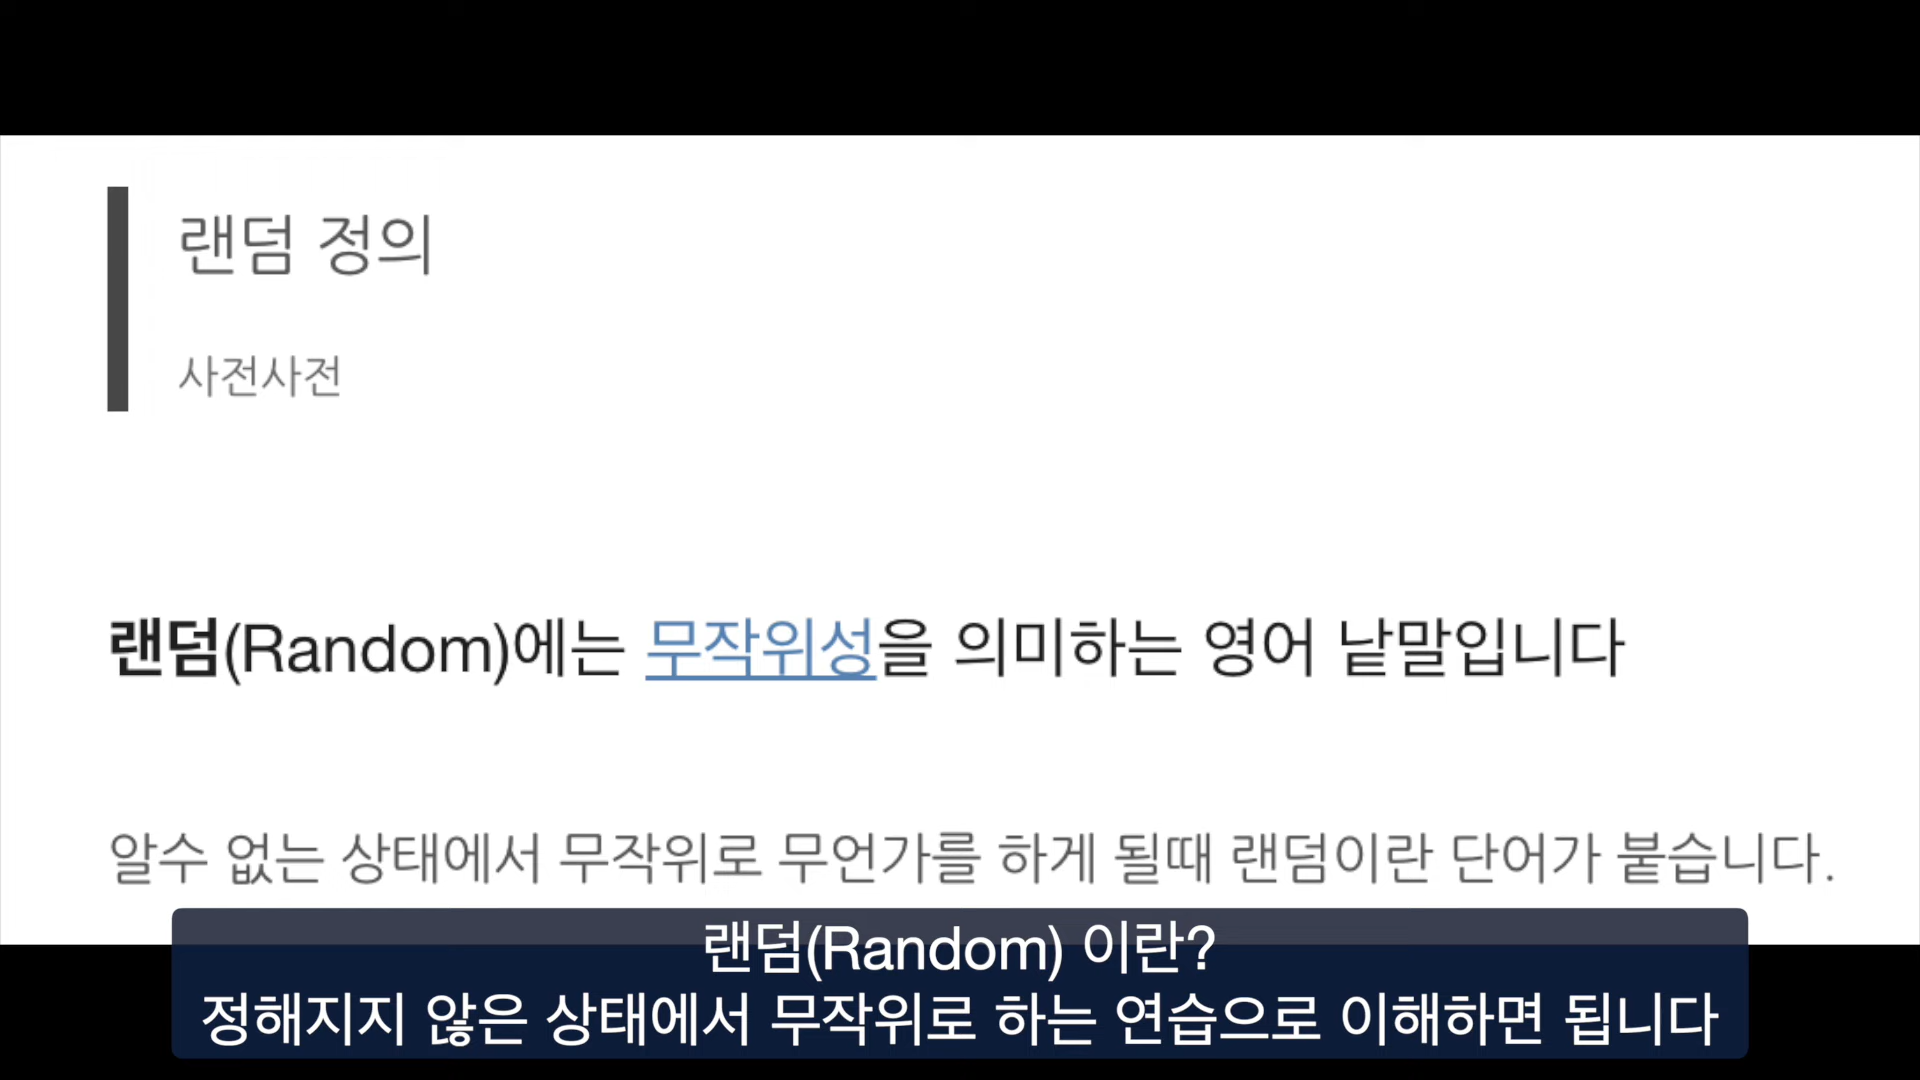 랜덤 정의
사전사전
랜덤(Random)에는 무작위성을 의미하는 영어 낱말입니다
알수 없는 상태에서 무작위로 무언가를 하게 될때 랜덤이란 단어가 붙습니다.
랜덤(Random) 이란?
정해지지 않은 상태에서 무작위로 하는 연습으로 이해하면 됩니다